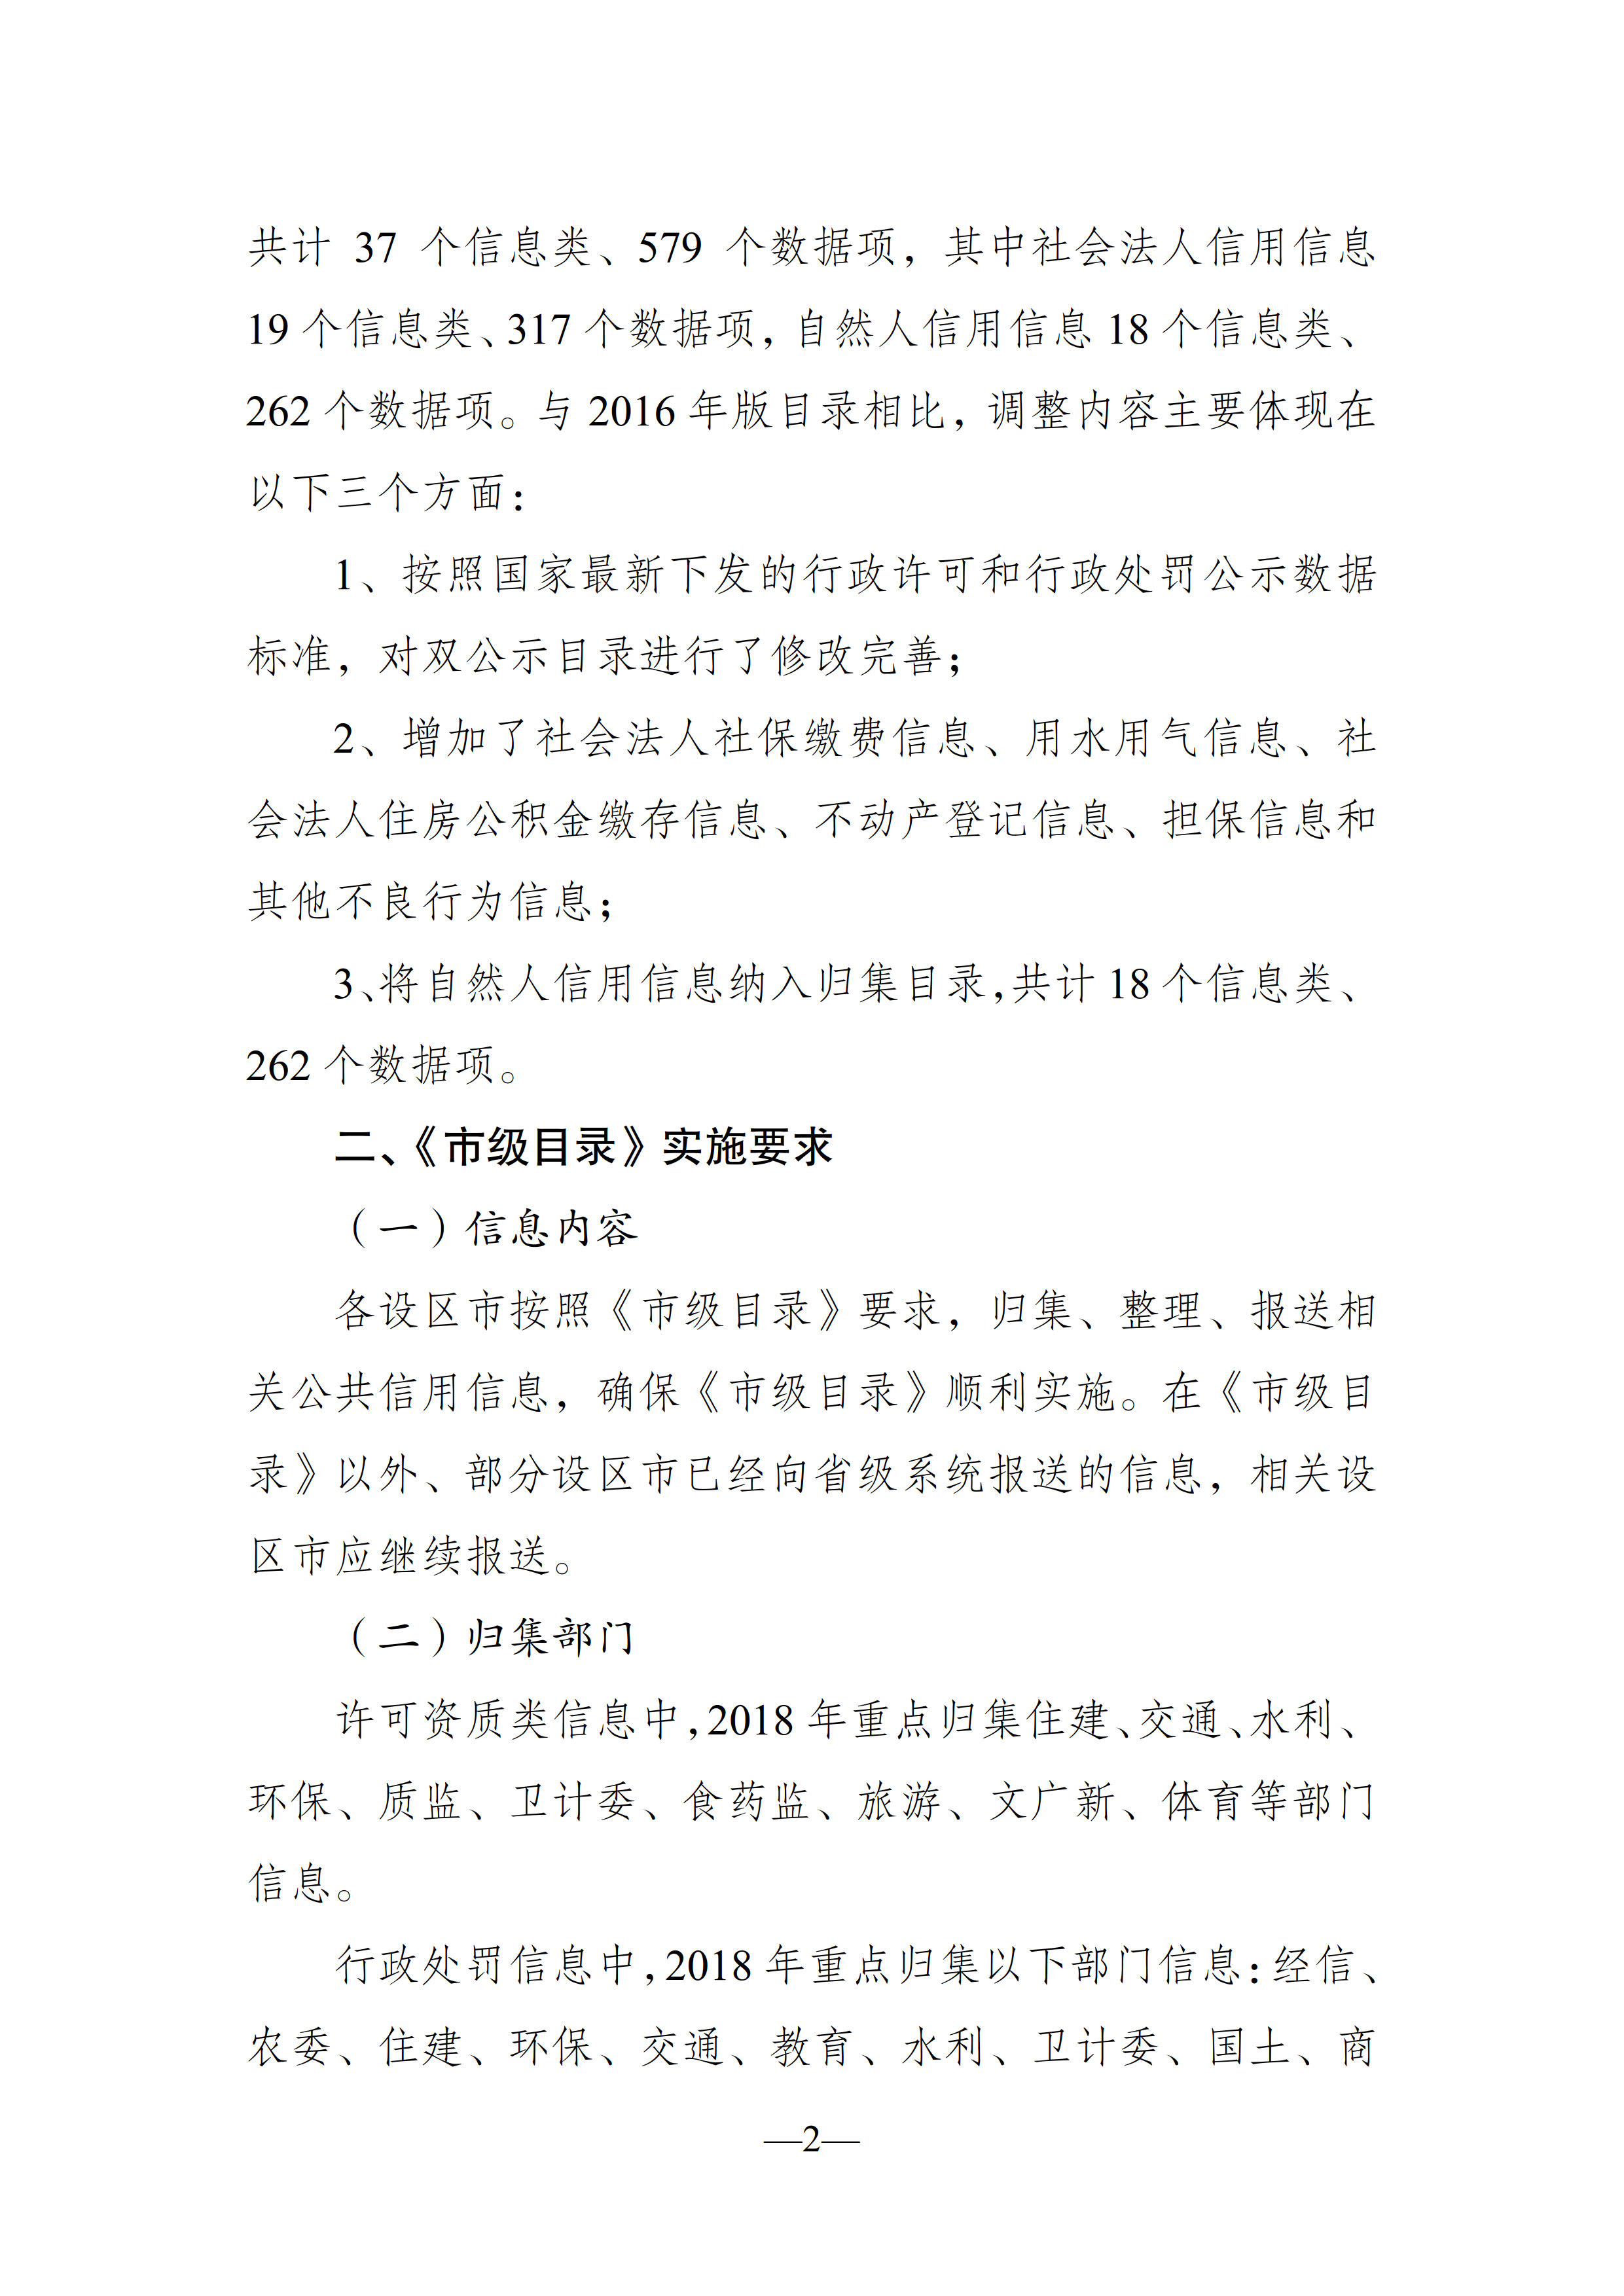 共计 37 个信息类、579 个数据项，其中社会法人信用信息
19 个信息类、317 个数据项，自然人信用信息 18 个信息类、
262 个数据项。与 2016 年版目录相比，调整内容主要体现在
以下三个方面：
1、按照国家最新下发的行政许可和行政处罚公示数据
标准，对双公示目录进行了修改完善；
2、增加了社会法人社保缴费信息、用水用气信息、社
会法人住房公积金缴存信息、不动产登记信息、担保信息和
其他不良行为信息；
3、将自然人信用信息纳入归集目录，共计 18 个信息类、
262 个数据项。
二、《市级目录》实施要求
（一）信息内容
各设区市按照《市级目录》要求，归集、整理、报送相
关公共信用信息，确保《市级目录》顺利实施。在《市级目
录》以外、部分设区市已经向省级系统报送的信息，相关设
区市应继续报送。
（二）归集部门
许可资质类信息中，2018 年重点归集住建、交通、水利、
环保、质监、卫计委、食药监、旅游、文广新、体育等部门
信息。
行政处罚信息中，2018 年重点归集以下部门信息：经信、
农委、住建、环保、交通、教育、水利、卫计委、国土、商
—2—